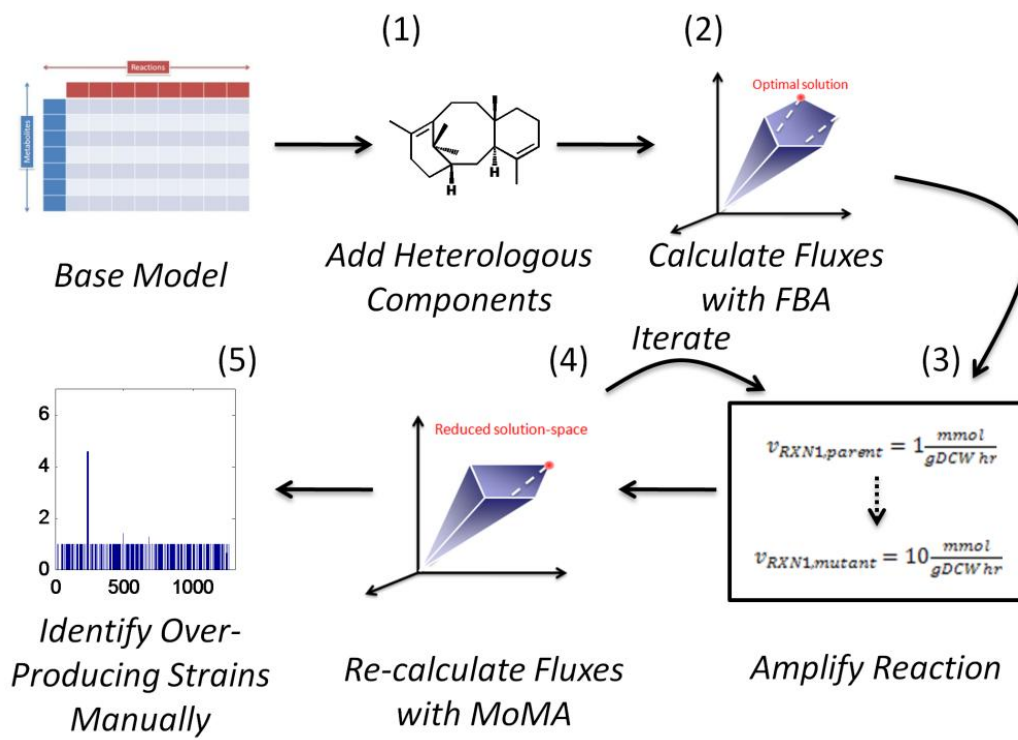 Reactions
Metabolites
Base Model
(1)
H
H
Add Heterologous
Components
(2)
Optimal solution
Calculate Fluxes
with FBA
(3)
v_RXN1,parent = 1 mmol/gDCW hr
v_RXN1,mutant = 10 mmol/gDCW hr
Amplify Reaction
Iterate
(4)
Reduced solution-space
Re-calculate Fluxes
with MoMA
(5)
6
4
2
0
0 500 1000
Identify Over-
Producing Strains
Manually